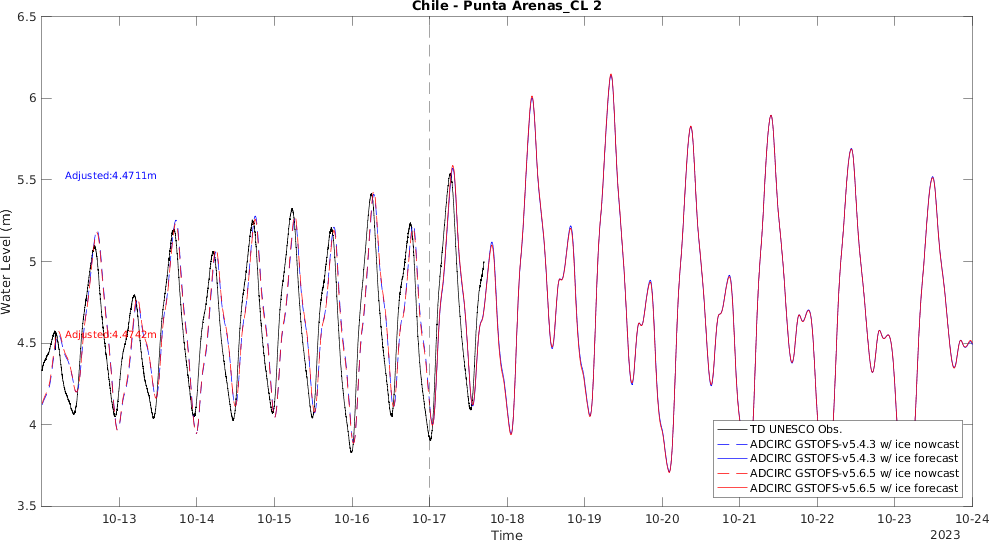 Chile - Punta Arenas_CL 2
6.5
6
5.5
5
4.5
4
3.5
Water Level (m)
Adjusted:4.4711m
Adjusted:4.4742m
TD UNESCO Obs.
ADCIRC GSTOFS-v5.4.3 w/ ice nowcast
ADCIRC GSTOFS-v5.4.3 w/ ice forecast
ADCIRC GSTOFS-v5.6.5 w/ ice nowcast
ADCIRC GSTOFS-v5.6.5 w/ ice forecast
10-13 10-14 10-15 10-16 10-17 10-18 10-19 10-20 10-21 10-22 10-23 10-24
Time
2023